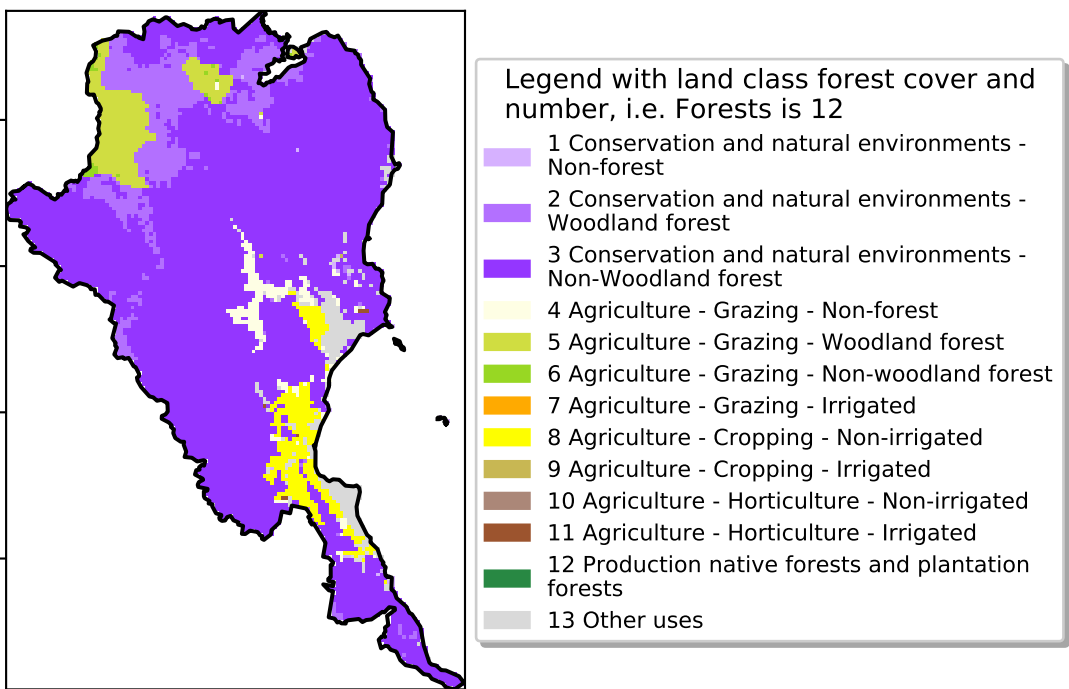 Legend with land class forest cover and
number, i.e. Forests is 12
1 Conservation and natural environments -
Non-forest
2 Conservation and natural environments -
Woodland forest
3 Conservation and natural environments -
Non-Woodland forest
4 Agriculture - Grazing - Non-forest
5 Agriculture - Grazing - Woodland forest
6 Agriculture - Grazing - Non-woodland forest
7 Agriculture - Grazing - Irrigated
8 Agriculture - Cropping - Non-irrigated
9 Agriculture - Cropping - Irrigated
10 Agriculture - Horticulture - Non-irrigated
11 Agriculture - Horticulture - Irrigated
12 Production native forests and plantation
forests
13 Other uses